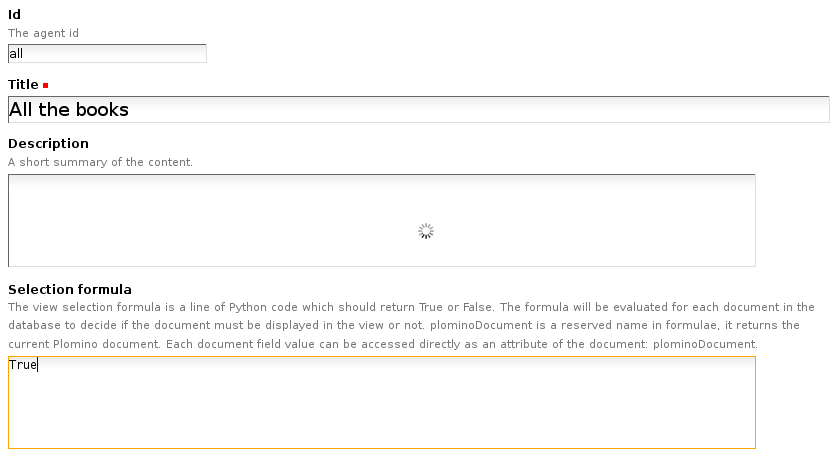 Id
The agent id
all
Title
All the books
Description
A short summary of the content.
Selection formula
The view selection formula is a line of Python code which should return True or False. The formula will be evaluated for each document in the
database to decide if the document must be displayed in the view or not. plominoDocument is a reserved name in formulae, it returns the
current Plomino document. Each document field value can be accessed directly as an attribute of the document: plominoDocument.
True